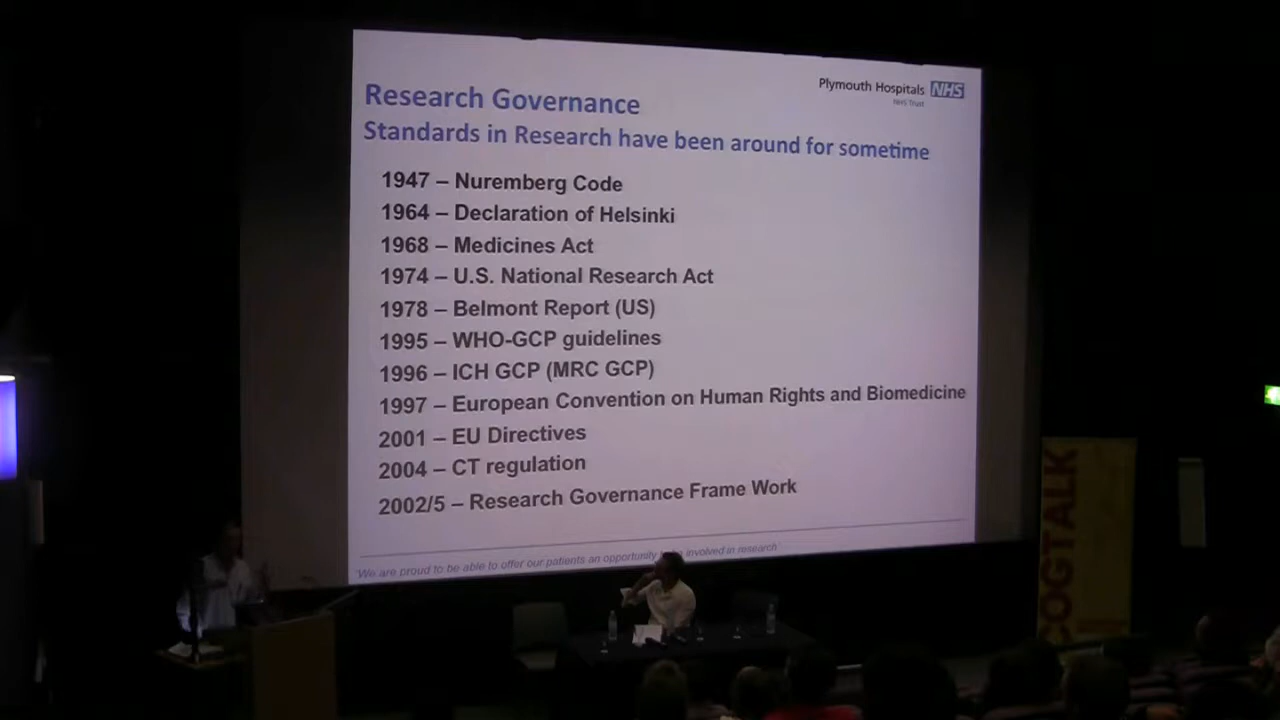 Plymouth Hospitals NHS
NHS Trust
Research Governance
Standards in Research have been around for sometime
1947 – Nuremberg Code
1964 – Declaration of Helsinki
1968 – Medicines Act
1974 – U.S. National Research Act
1978 – Belmont Report (US)
1995 – WHO-GCP guidelines
1996 – ICH GCP (MRC GCP)
1997 – European Convention on Human Rights and Biomedicine
2001 – EU Directives
2004 – CT regulation
2002/5 – Research Governance Frame Work
'We are proud to be able to offer our patients an opportunity involved in research'
COGTALK